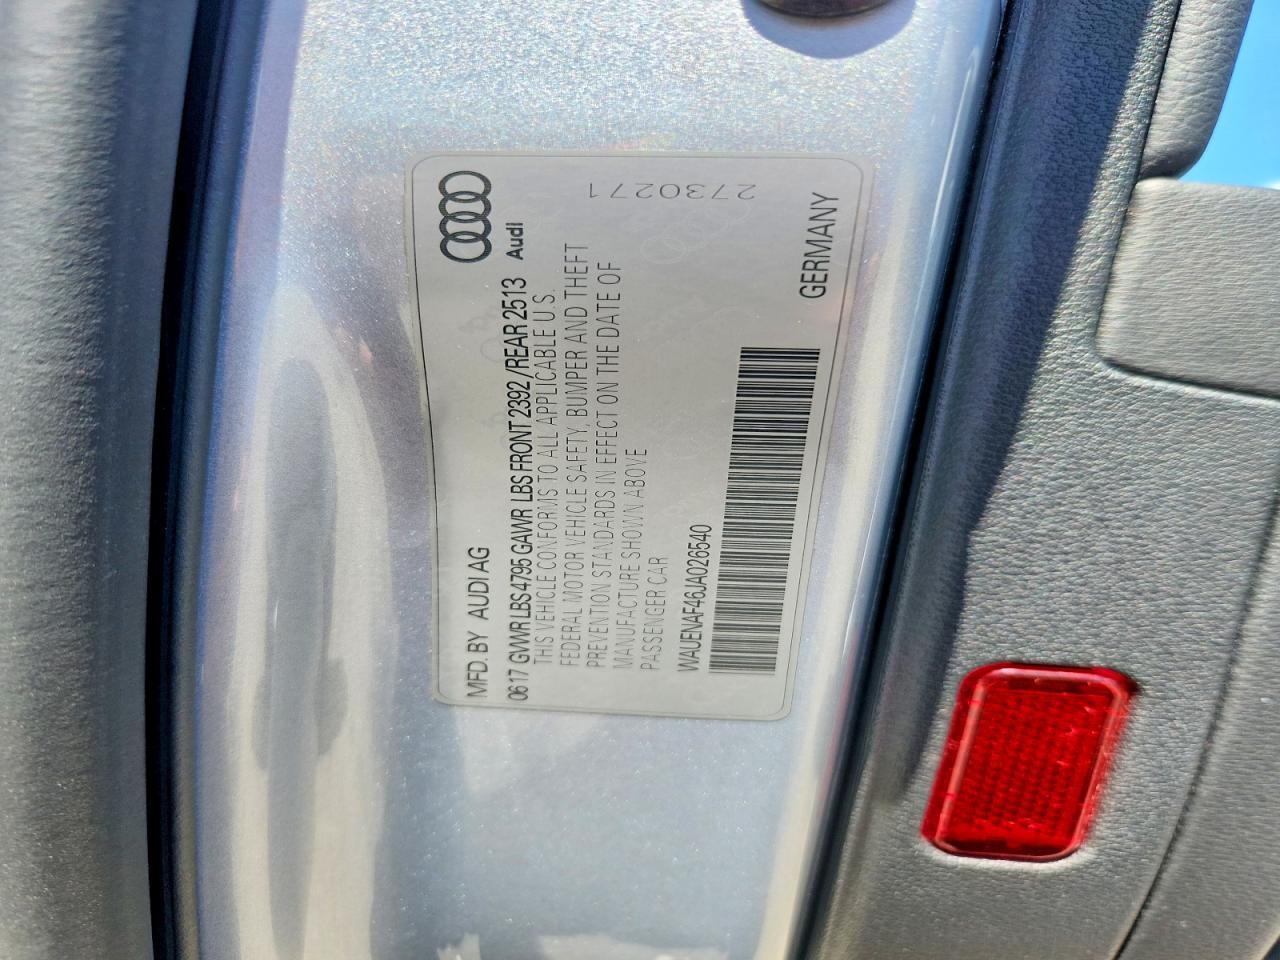 MFD. BY AUDI AG
Audi
0617 GVWR LBS 4795 GAWR LBS FRONT 2392 /REAR 2513
THIS VEHICLE CONFORMS TO ALL APPLICABLE U.S.
FEDERAL MOTOR VEHICLE SAFETY, BUMPER AND THEFT
PREVENTION STANDARDS IN EFFECT ON THE DATE OF
MANUFACTURE SHOWN ABOVE
PASSENGER CAR
2730271
WAUENAF46JA026540
GERMANY